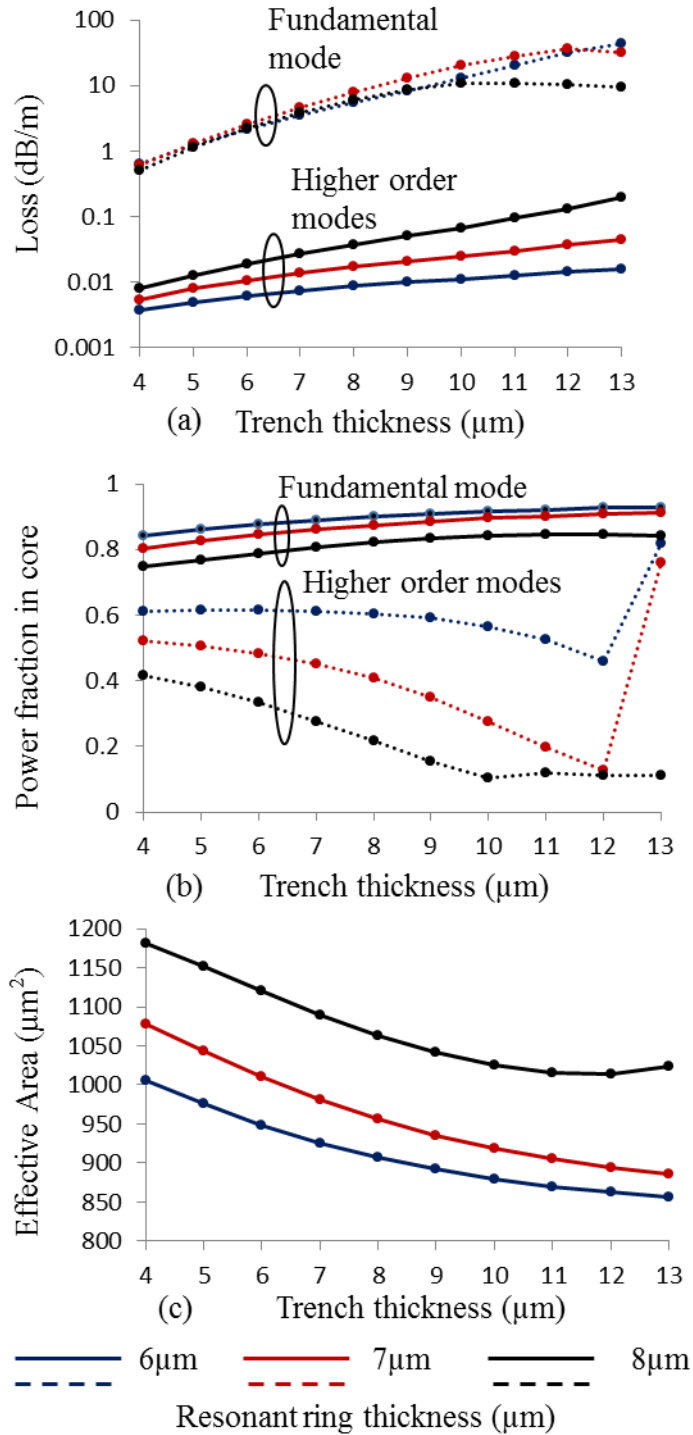 Loss (dB/m)
100
10
1
0.1
0.01
0.001
Fundamental
mode
Higher order
modes
4 5 6 7 8 9 10 11 12 13
(a) Trench thickness (µm)
Power fraction in core
1
0.8
0.6
0.4
0.2
0
Fundamental mode
Higher order modes
4 5 6 7 8 9 10 11 12 13
(b) Trench thickness (µm)
Effective Area (µm²)
1200
1150
1100
1050
1000
950
900
850
800
4 5 6 7 8 9 10 11 12 13
(c) Trench thickness (µm)
6µm 7µm 8µm
Resonant ring thickness (µm)